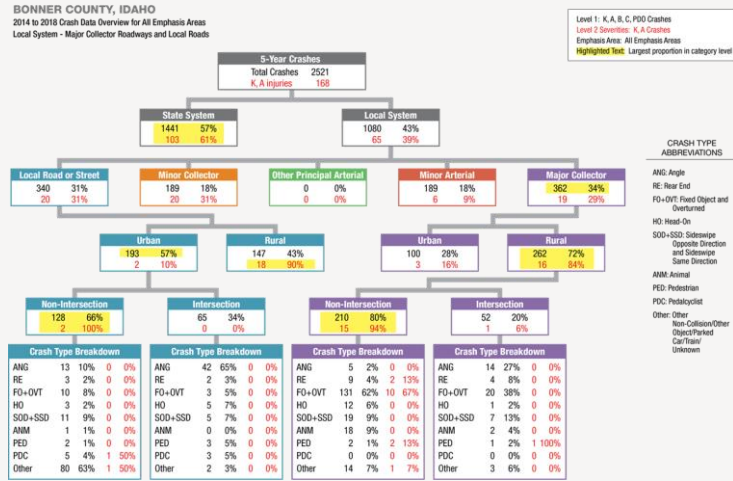 BONNER COUNTY, IDAHO
2014 to 2018 Crash Data Overview for All Emphasis Areas
Local System - Major Collector Roadways and Local Roads
Level 1: K, A, B, C, PDO Crashes
Level 2 Severities: K, A Crashes
Emphasis Area: All Emphasis Areas
Highlighted Text: Largest proportion in category level
5-Year Crashes
Total Crashes 2521
K, A injuries 168
State System
1441 57%
103 61%
Local System
1080 43%
65 39%
Local Road or Street
340 31%
20 31%
Minor Collector
189 18%
20 31%
Other Principal Arterial
0 0%
0 0%
Minor Arterial
189 18%
6 9%
Major Collector
362 34%
19 29%
Urban
193 57%
2 10%
Rural
147 43%
18 90%
Urban
100 28%
3 16%
Rural
262 72%
16 84%
Non-Intersection
128 66%
2 100%
Intersection
65 34%
0 0%
Non-Intersection
210 80%
15 94%
Intersection
52 20%
1 6%
Crash Type Breakdown
ANG 13 10% 0 0%
RE 3 2% 0 0%
FO+OVT 10 8% 0 0%
HO 3 2% 0 0%
SOD+SSD 11 9% 0 0%
ANM 1 1% 0 0%
PED 2 1% 0 0%
PDC 5 4% 1 50%
Other 80 63% 1 50%
Crash Type Breakdown
ANG 42 65% 0 0%
RE 2 3% 0 0%
FO+OVT 3 5% 0 0%
HO 5 7% 0 0%
SOD+SSD 5 7% 0 0%
ANM 0 0% 0 0%
PED 3 5% 0 0%
PDC 3 5% 0 0%
Other 2 3% 0 0%
Crash Type Breakdown
ANG 5 2% 0 0%
RE 9 4% 2 13%
FO+OVT 131 62% 10 67%
HO 12 6% 0 0%
SOD+SSD 19 9% 0 0%
ANM 18 9% 0 0%
PED 2 1% 2 13%
PDC 0 0% 0 0%
Other 14 7% 1 7%
Crash Type Breakdown
ANG 14 27% 0 0%
RE 4 8% 0 0%
FO+OVT 20 38% 0 0%
HO 1 2% 0 0%
SOD+SSD 7 13% 0 0%
ANM 2 4% 0 0%
PED 1 2% 1 100%
PDC 0 0% 0 0%
Other 3 6% 0 0%
CRASH TYPE
ABBREVIATIONS
ANG: Angle
RE: Rear End
FO+OVT: Fixed Object and
Overturned
HO: Head-On
SOD+SSD: Sideswipe
Opposite Direction
and Sideswipe
Same Direction
ANM: Animal
PED: Pedestrian
PDC: Pedalcyclist
Other: Other
Non-Collision/Other
Object/Parked
Car/Train/
Unknown